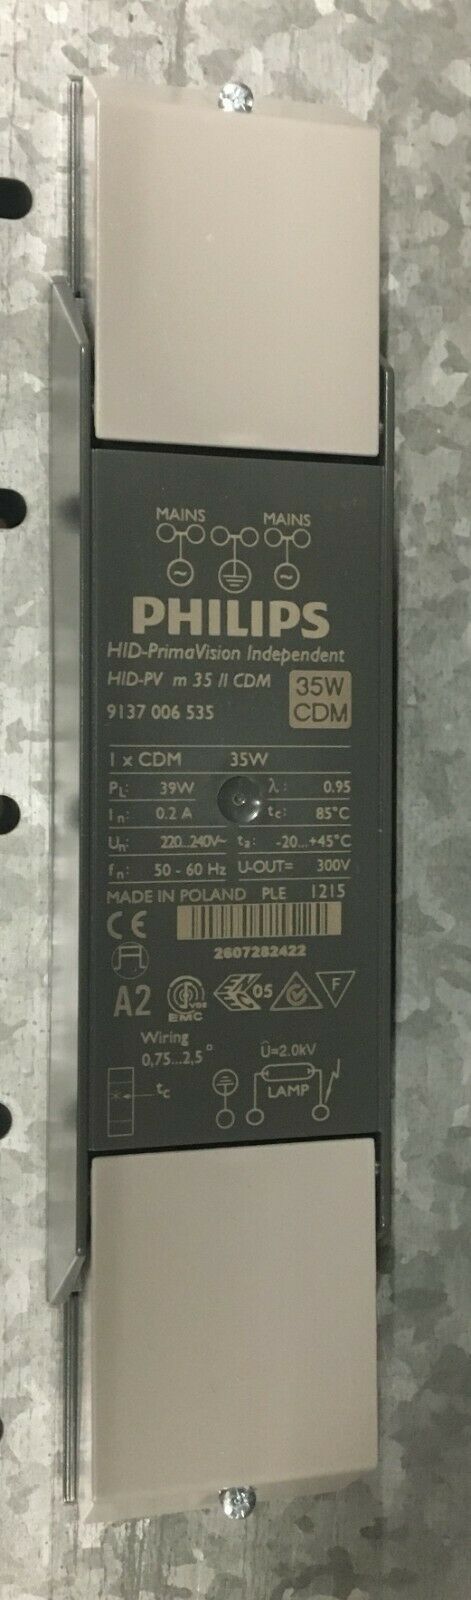 MAINS MAINS
PHILIPS
HID-PrimaVision Independent
HID-PV m 35 /I CDM
35W
CDM
9137 006 535
1 x CDM 35W
PL: 39W λ: 0.95
In: 0.2 A tc: 85°C
Un: 220...240V~ ta: -20...+45°C
fn: 50 - 60 Hz U-OUT= 300V
MADE IN POLAND PLE 1215
CE
2607282422
A2 EMC VDE 05 F
Wiring
0,75...2,5 □
Û=2.0kV
tc
LAMP